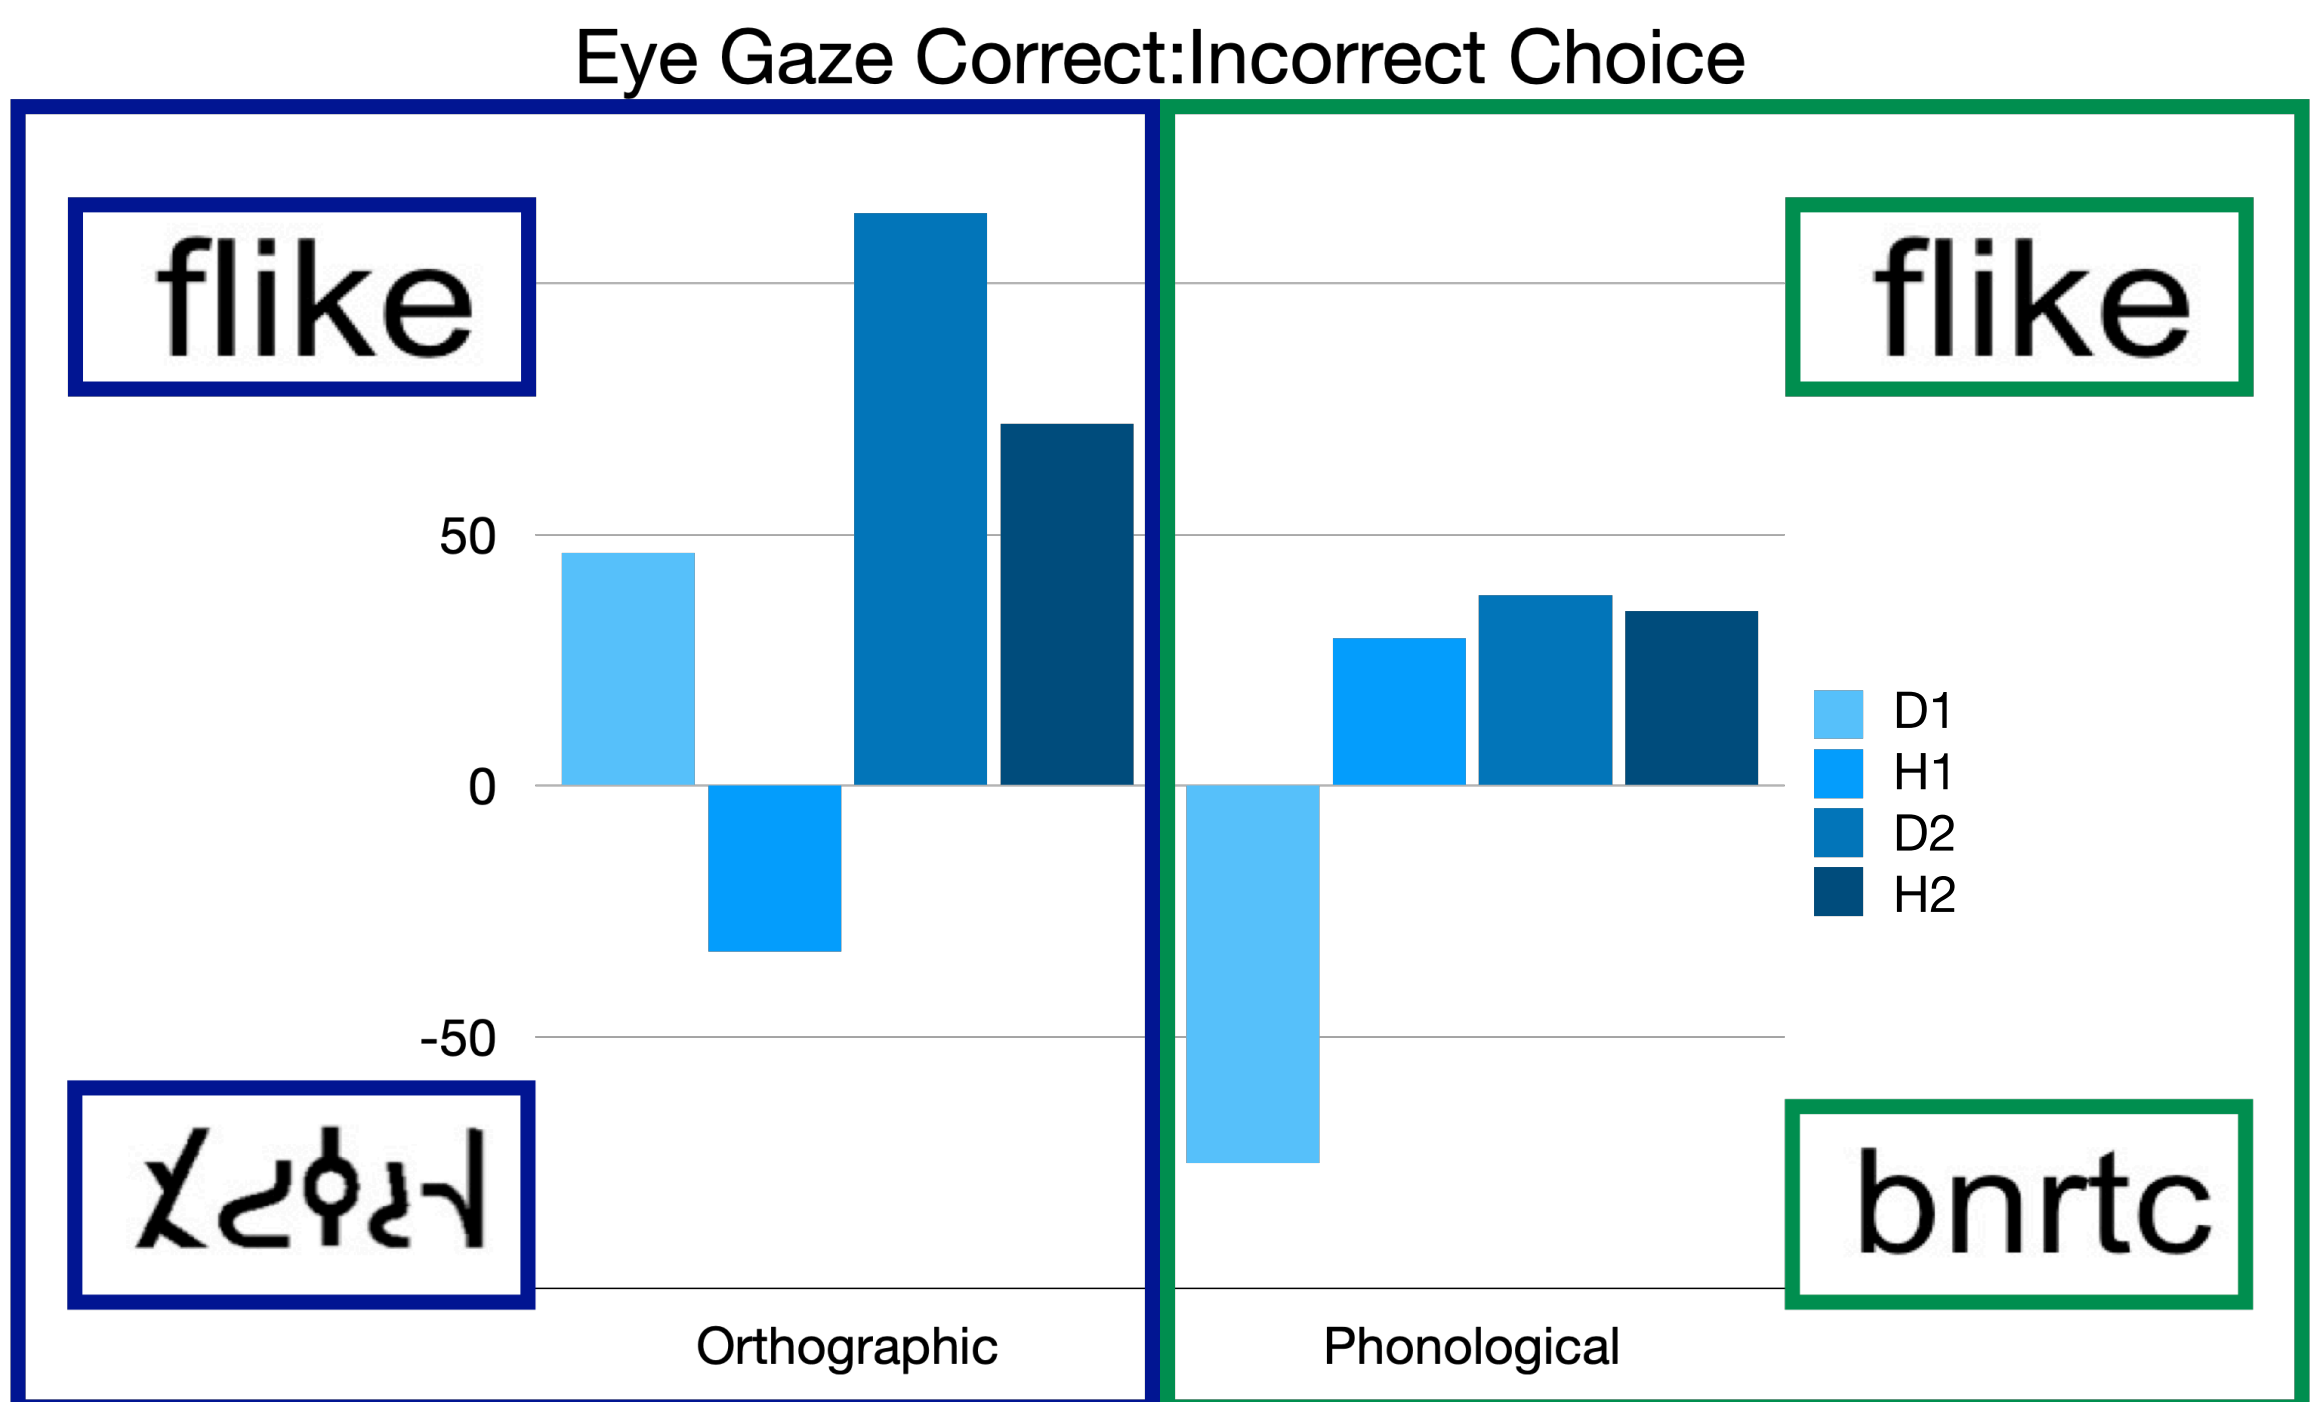 Eye Gaze Correct:Incorrect Choice
flike
flike
50
0
-50
D1
H1
D2
H2
bnrtc
Orthographic
Phonological